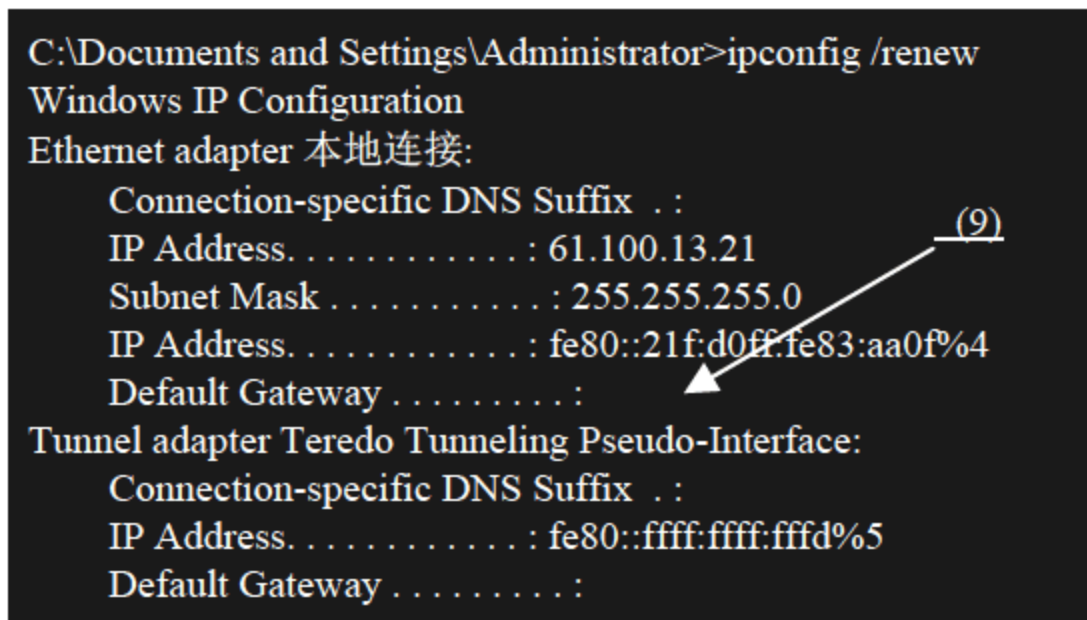 C:\Documents and Settings\Administrator>ipconfig /renew
Windows IP Configuration
Ethernet adapter 本地连接:
Connection-specific DNS Suffix . :
(9)
IP Address. . . . . . . . . . . . : 61.100.13.21
Subnet Mask . . . . . . . . . . . : 255.255.255.0
IP Address. . . . . . . . . . . . : fe80::21f:d0ff:fe83:aa0f%4
Default Gateway . . . . . . . . . :
Tunnel adapter Teredo Tunneling Pseudo-Interface:
Connection-specific DNS Suffix . :
IP Address. . . . . . . . . . . . : fe80::ffff:ffff:fffd%5
Default Gateway . . . . . . . . . :